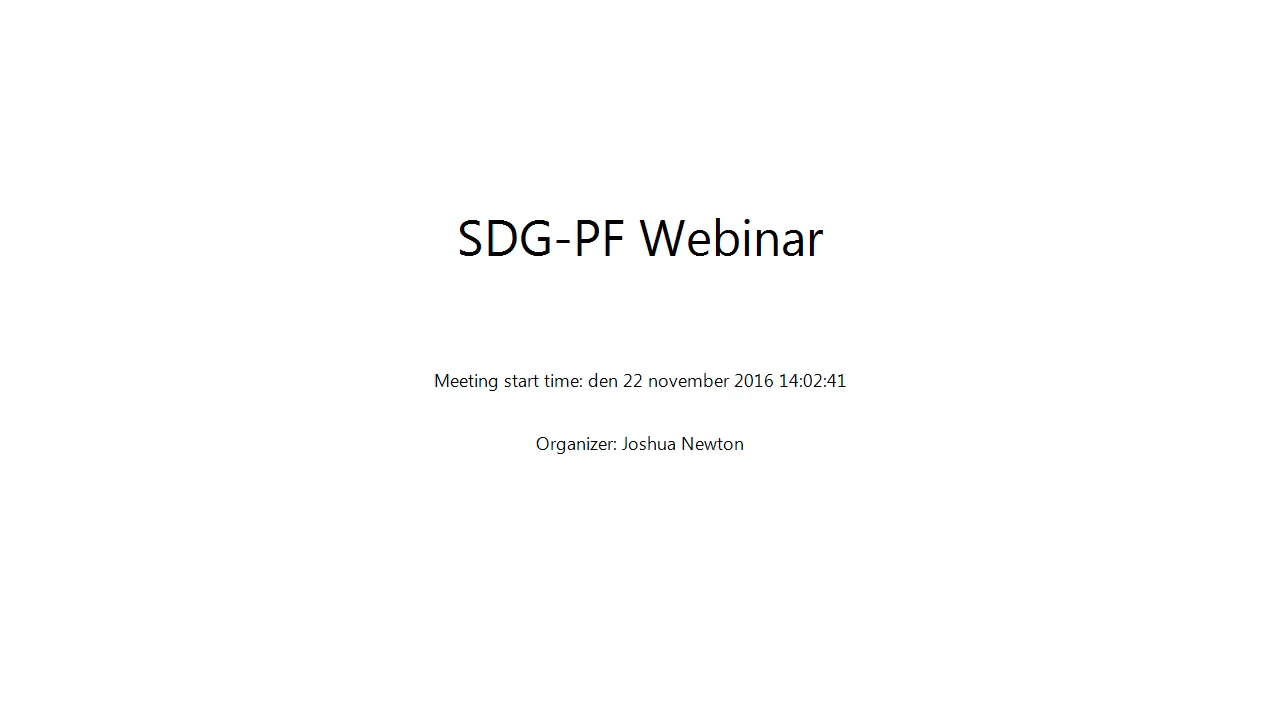 SDG-PF Webinar
Meeting start time: den 22 november 2016 14:02:41
Organizer: Joshua Newton